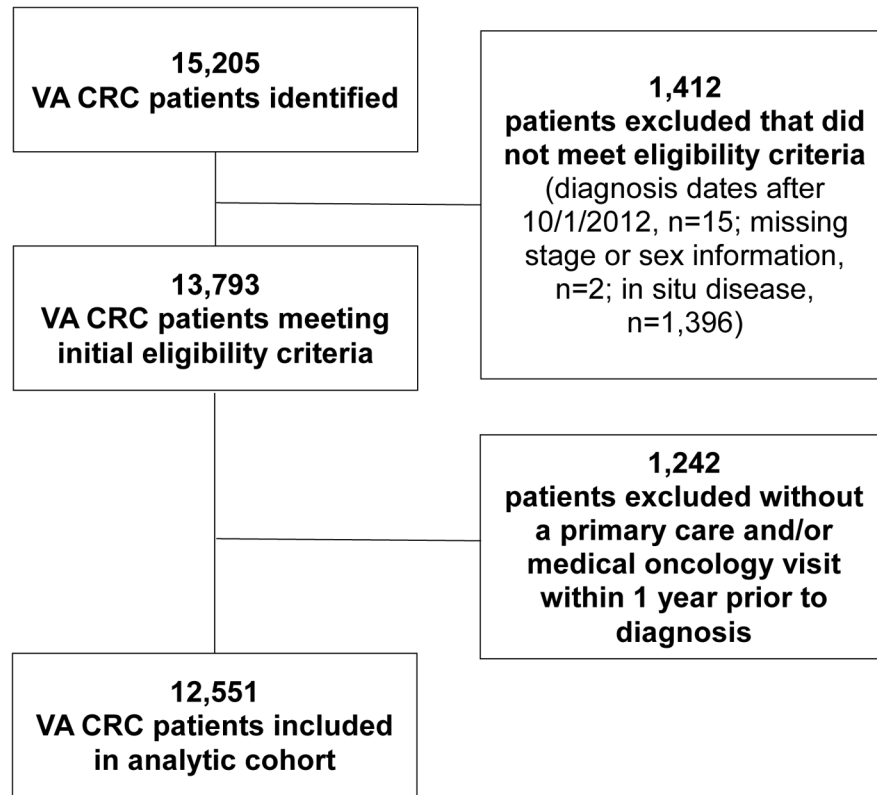 15,205
VA CRC patients identified
1,412
patients excluded that did
not meet eligibility criteria
(diagnosis dates after
10/1/2012, n=15; missing
stage or sex information,
n=2; in situ disease,
n=1,396)
13,793
VA CRC patients meeting
initial eligibility criteria
1,242
patients excluded without
a primary care and/or
medical oncology visit
within 1 year prior to
diagnosis
12,551
VA CRC patients included
in analytic cohort